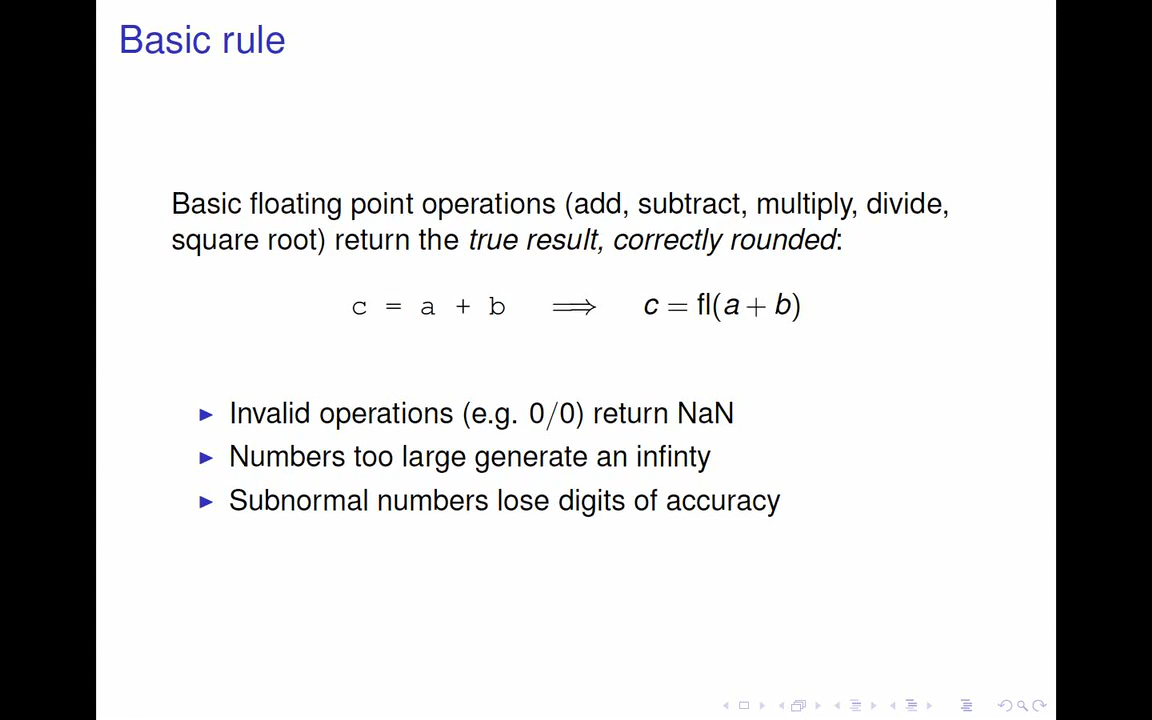 Basic rule
Basic floating point operations (add, subtract, multiply, divide,
square root) return the true result, correctly rounded:
c = a + b ⟹ c = fl(a + b)
▶ Invalid operations (e.g. 0/0) return NaN
▶ Numbers too large generate an infinty
▶ Subnormal numbers lose digits of accuracy